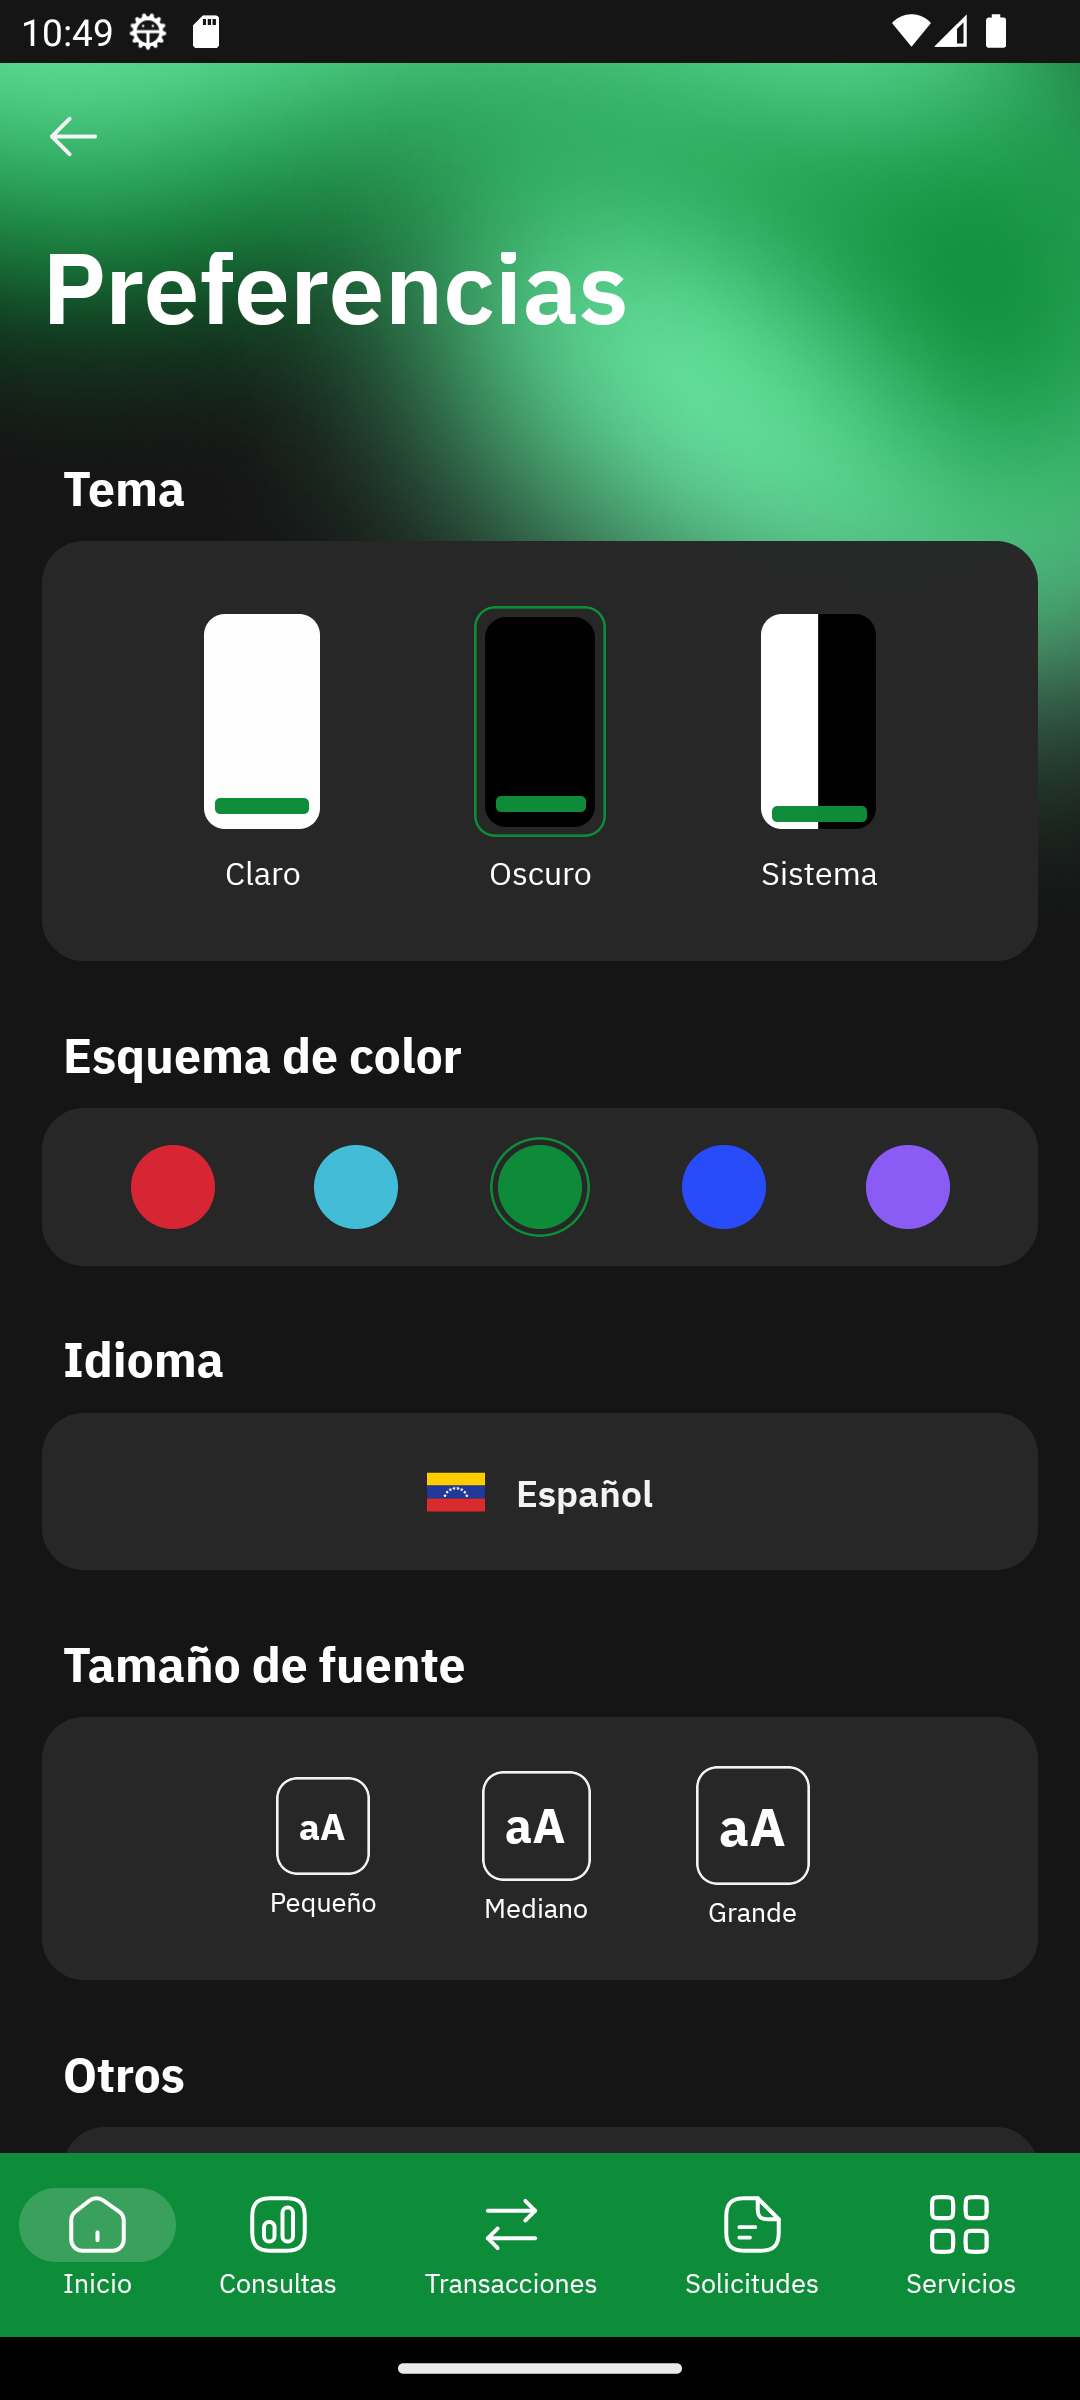 10:49
Preferencias
Tema
Claro
Oscuro
Sistema
Esquema de color
Idioma
Español
Tamaño de fuente
aA
aA
aA
Pequeño
Mediano
Grande
Otros
Inicio
Consultas
Transacciones
Solicitudes
Servicios